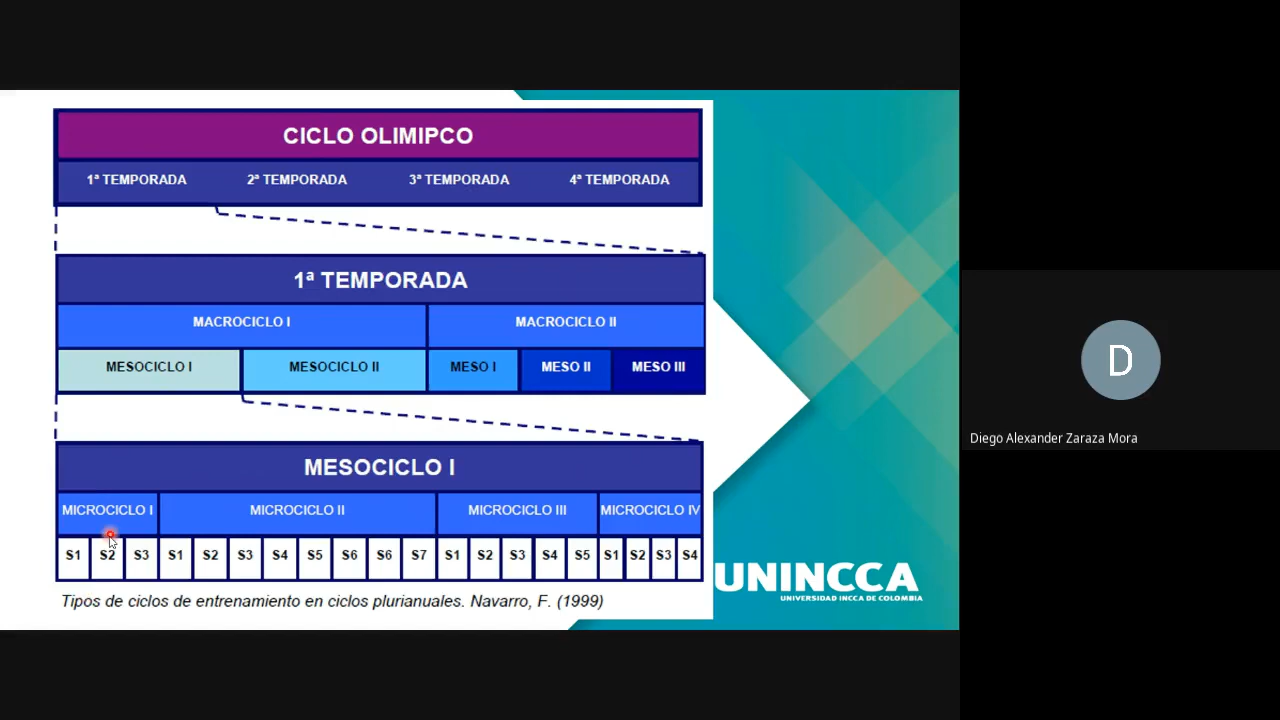 CICLO OLIMIPCO
1ª TEMPORADA 2ª TEMPORADA 3ª TEMPORADA 4ª TEMPORADA
1ª TEMPORADA
MACROCICLO I MACROCICLO II
MESOCICLO I MESOCICLO II MESO I MESO II MESO III
MESOCICLO I
MICROCICLO I MICROCICLO II MICROCICLO III MICROCICLO IV
S1 S2 S3 S1 S2 S3 S4 S5 S6 S6 S7 S1 S2 S3 S4 S5 S1 S2 S3 S4
Tipos de ciclos de entrenamiento en ciclos plurianuales. Navarro, F. (1999)
UNINCCA
UNIVERSIDAD INCCA DE COLOMBIA
D
Diego Alexander Zaraza Mora